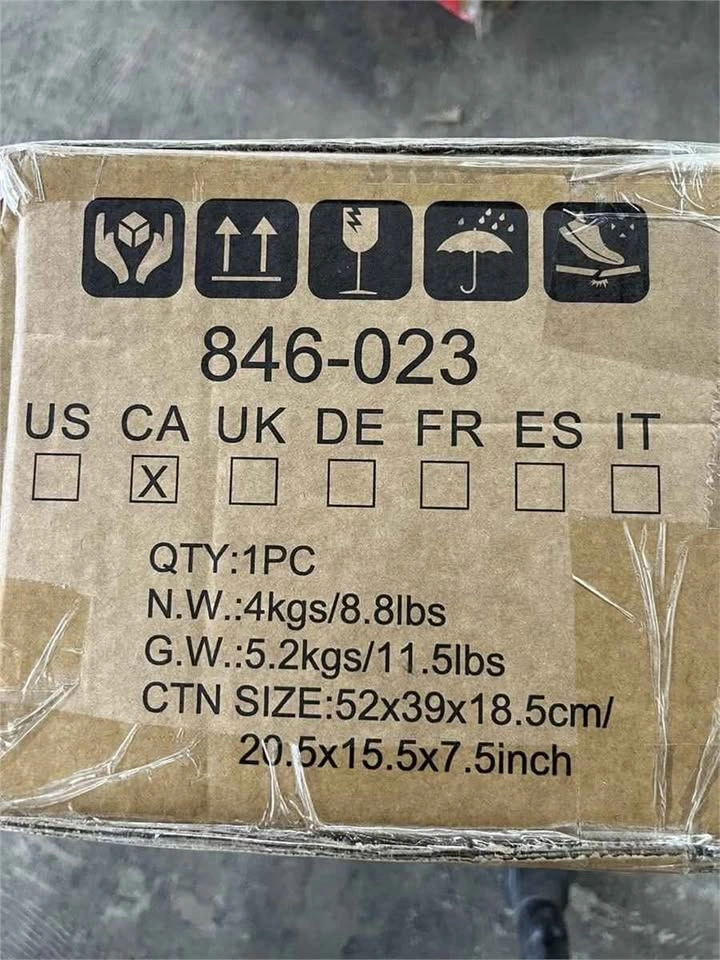 846-023
US CA UK DE FR ES IT
X
QTY:1PC
N.W.:4kgs/8.8lbs
G.W.:5.2kgs/11.5lbs
CTN SIZE:52x39x18.5cm/
20.5x15.5x7.5inch